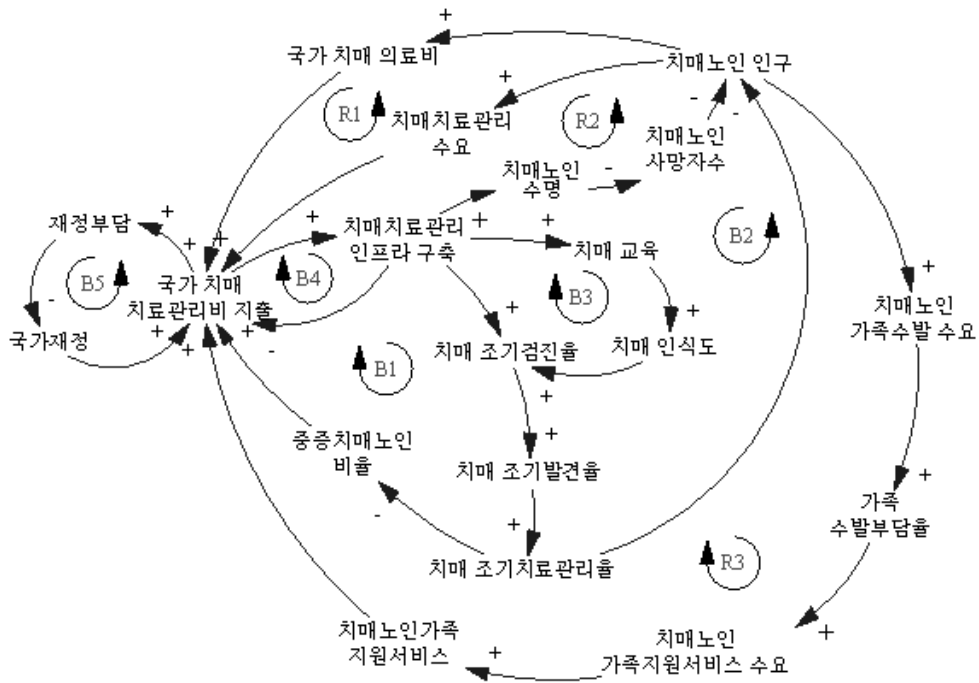 +
국가 치매 의료비
치매노인 인구
+
R1
치매치료관리
수요
R2
-
-
치매노인
사망자수
치매노인
수명
-
재정부담
+
+
+
+
치매치료관리
인프라 구축
+
+
치매 교육
B2
B5
-
국가 치매
치료관리비 지출
B4
B3
+
치매노인
가족수발 수요
국가재정
+
+
+
-
+
치매 조기검진율
+
치매 인식도
B1
+
중증치매노인
비율
+
치매 조기발견율
+
가족
수발부담율
-
+
치매 조기치료관리율
R3
치매노인가족
지원서비스
+
치매노인
가족지원서비스 수요
+